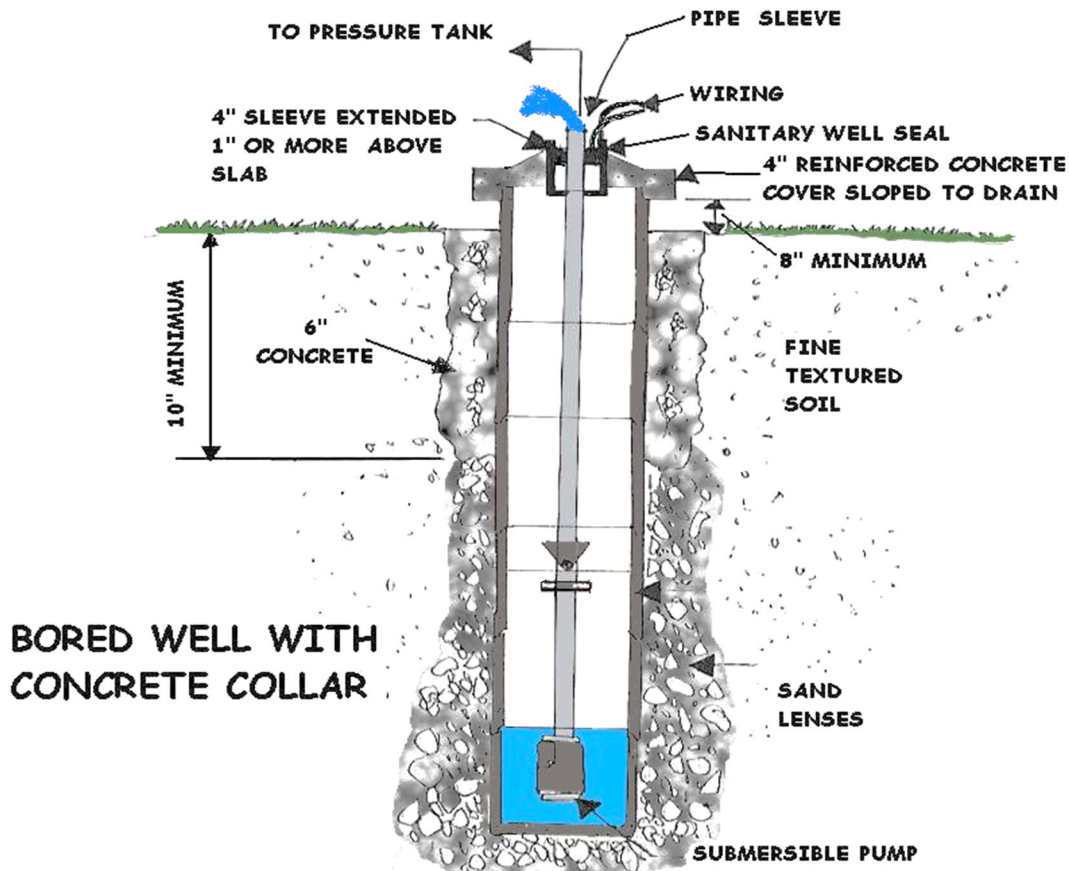 TO PRESSURE TANK
PIPE SLEEVE
WIRING
4" SLEEVE EXTENDED
1" OR MORE ABOVE
SLAB
SANITARY WELL SEAL
4" REINFORCED CONCRETE
COVER SLOPED TO DRAIN
8" MINIMUM
10" MINIMUM
6"
CONCRETE
FINE
TEXTURED
SOIL
BORED WELL WITH
CONCRETE COLLAR
SAND
LENSES
SUBMERSIBLE PUMP